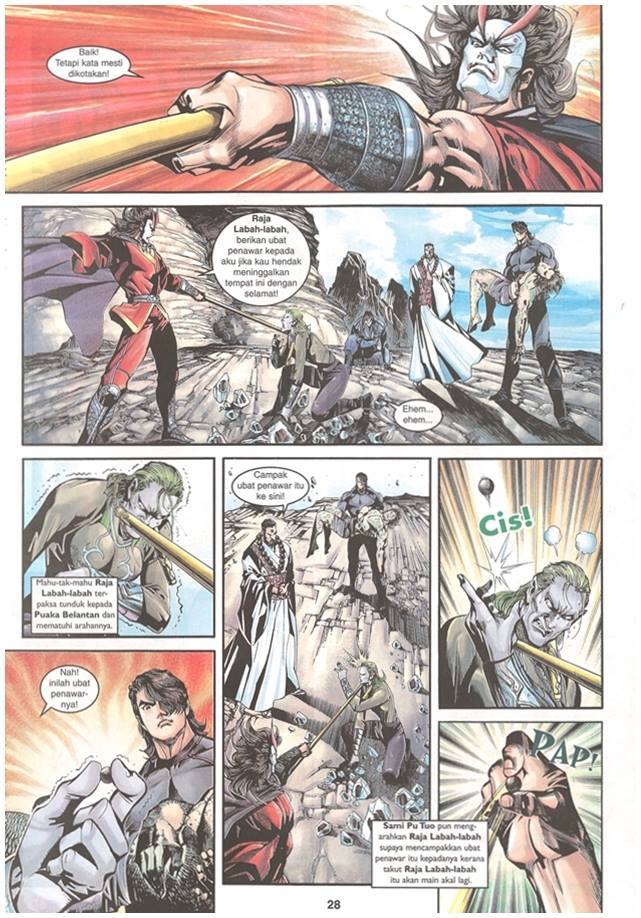 Baik!
Tetapi kata mesti
dikotakan!
Raja
Labah-labah,
berikan ubat
penawar kepada
aku jika kau hendak
meninggalkan
tempat ini dengan
selamat!
Ehem...
ehem...
Mahu-tak-mahu Raja
Labah-labah ter-
paksa tunduk kepada
Puaka Belantan dan
mematuhi arahannya.
Campak
ubat penawar itu
ke sini!
Cis!
Nah!
inilah ubat
penawar-
nya!
PAP!
Sami Pu Tuo pun meng-
arahkan Raja Labah-labah
supaya mencampakkan ubat
penawar itu kepadanya kerana
takut Raja Labah-labah
itu akan main akal lagi.
28